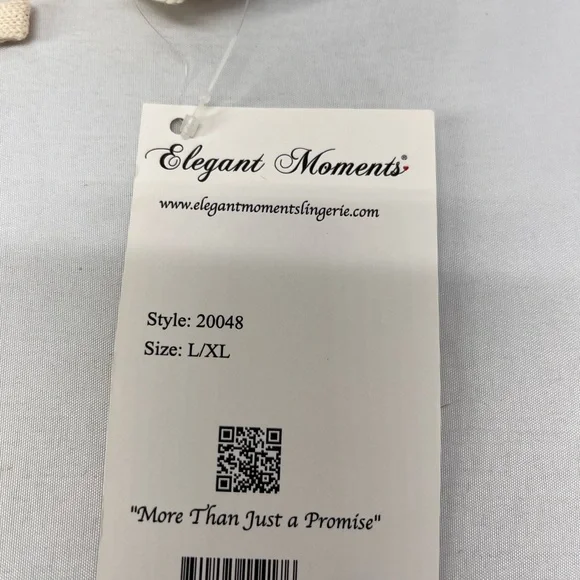 Elegant Moments®
www.elegantmomentslingerie.com
Style: 20048
Size: L/XL
"More Than Just a Promise"